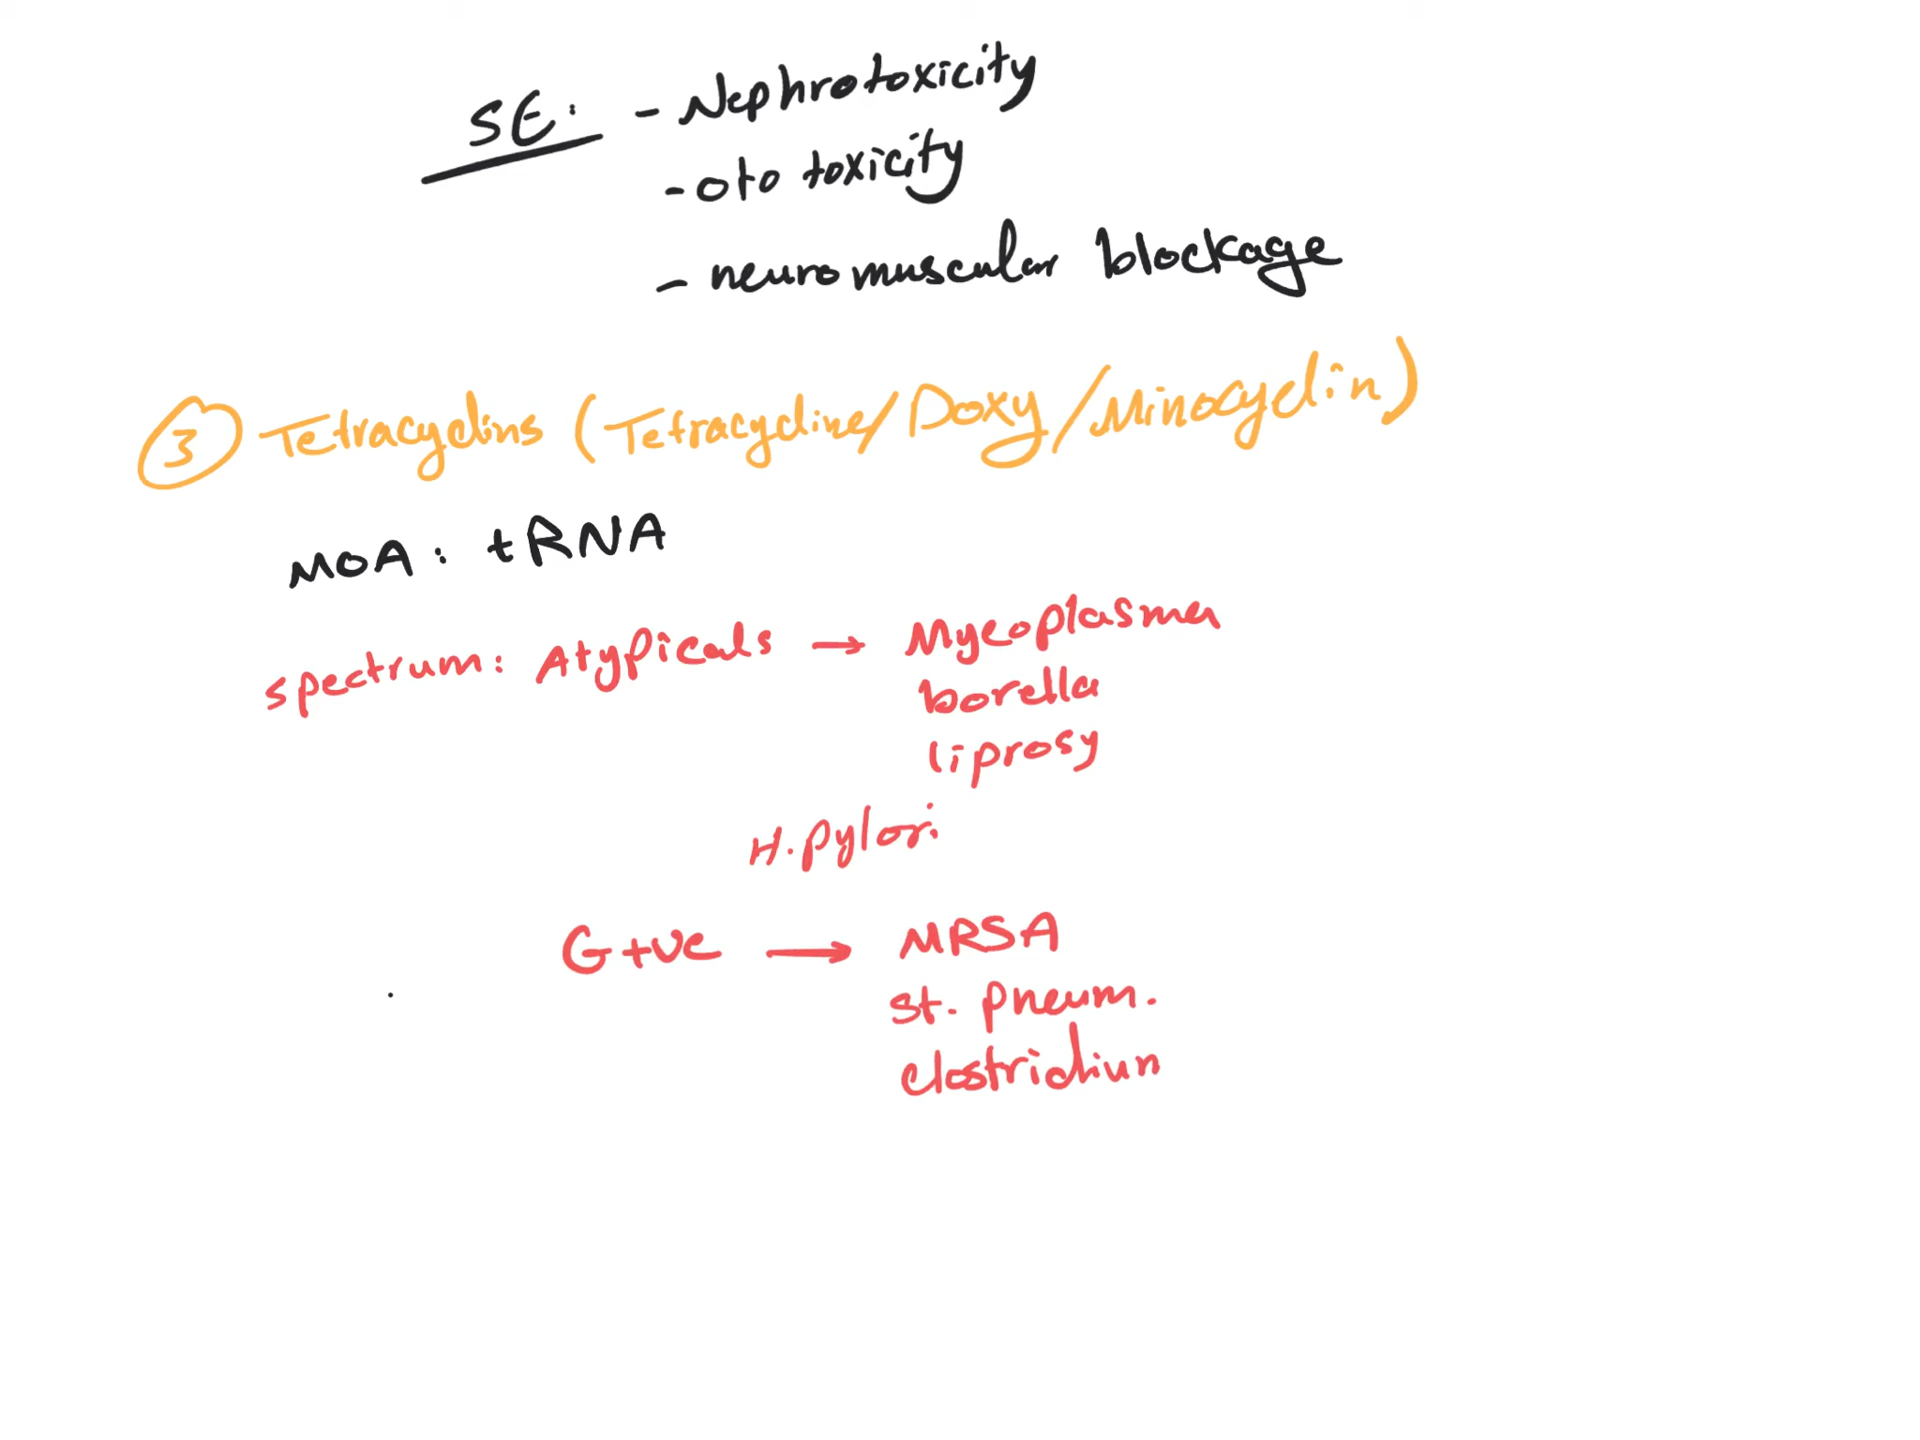 SE: - Nephrotoxicity
- oto toxicity
- neuromuscular blockage
3 Tetracyclins (Tetracycline/Doxy/Minocyclin)
MOA: tRNA
spectrum: Atypicals → Mycoplasma
borella
liprosy
H. pylori
G+ve → MRSA
st. pneum.
clostridium